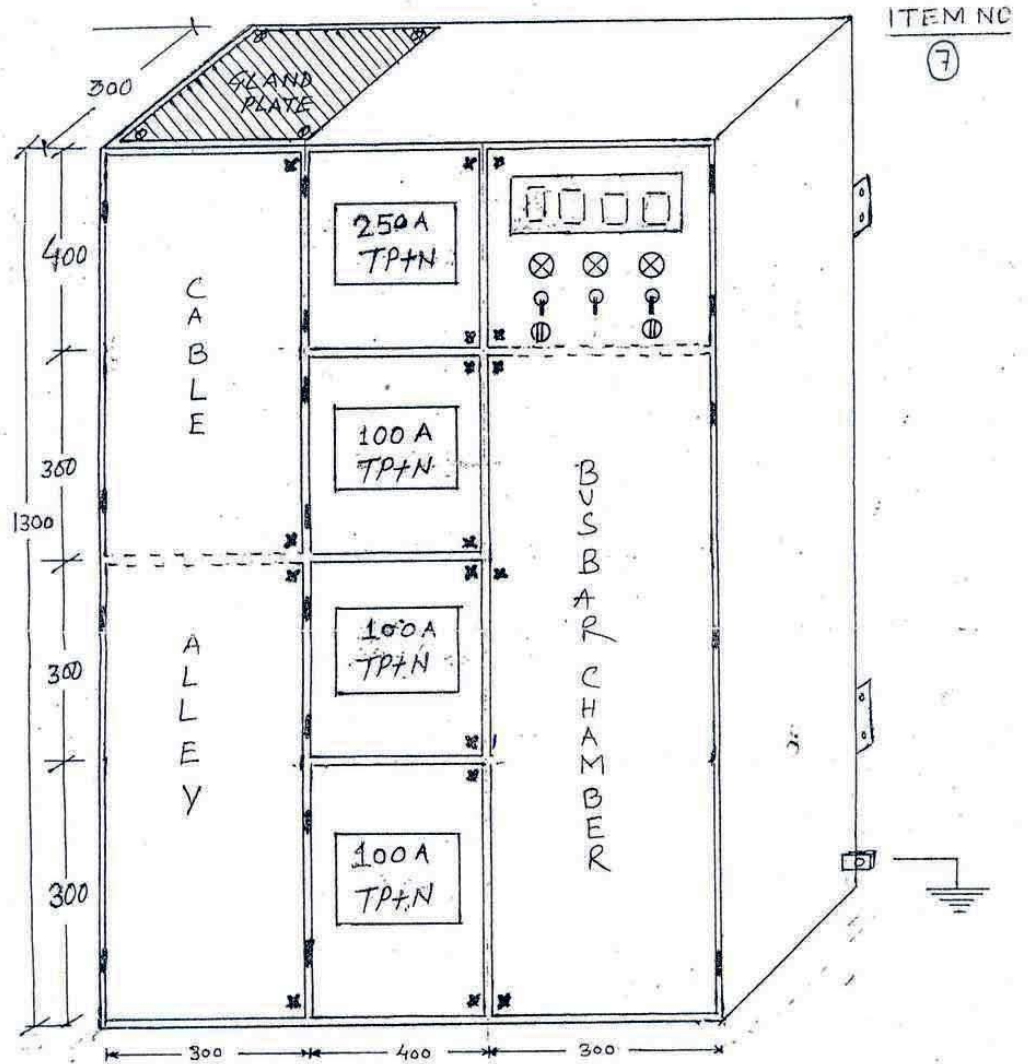 ITEM NO
7
300
GLAND
PLATE
400
300
300
300
1300
CABLE
ALLEY
250A
TP+N
100A
TP+N
100A
TP+N
100A
TP+N
0000
BUSBAR CHAMBER
300
400
300